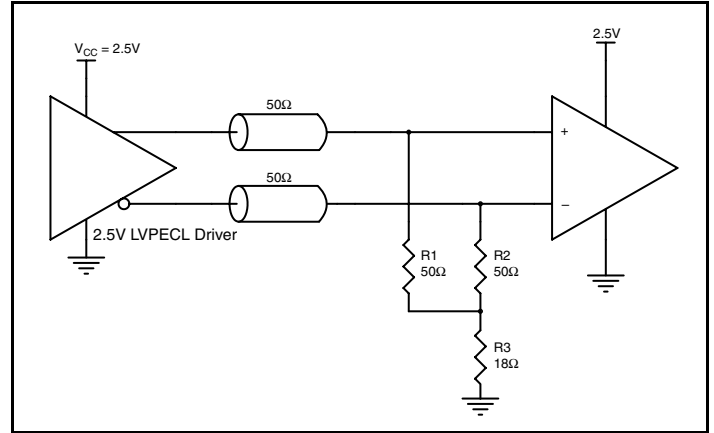 V_CC = 2.5V
2.5V
50Ω
+
50Ω
−
2.5V LVPECL Driver
R1
50Ω
R2
50Ω
R3
18Ω